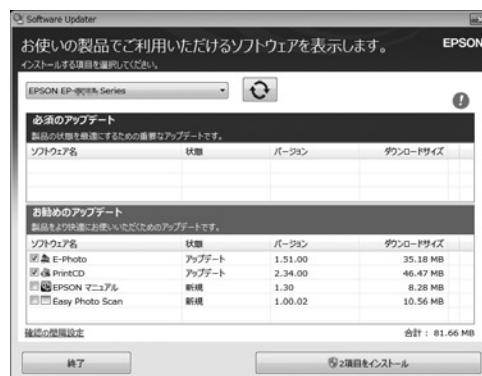 Software Updater
お使いの製品でご利用いただけるソフトウェアを表示します。
EPSON
インストールする項目を選択してください。
EPSON EP- Series
必須のアップデート
製品の状態を最適にするための重要なアップデートです。
ソフトウェア名 状態 バージョン ダウンロードサイズ
お勧めのアップデート
製品をより快適にお使いいただくためのアップデートです。
ソフトウェア名 状態 バージョン ダウンロードサイズ
E-Photo アップデート 1.51.00 35.18 MB
PrintCD アップデート 2.34.00 46.47 MB
EPSON マニュアル 新規 1.30 8.28 MB
Easy Photo Scan 新規 1.00.02 10.56 MB
確認の間隔設定 合計: 81.66 MB
終了 2項目をインストール